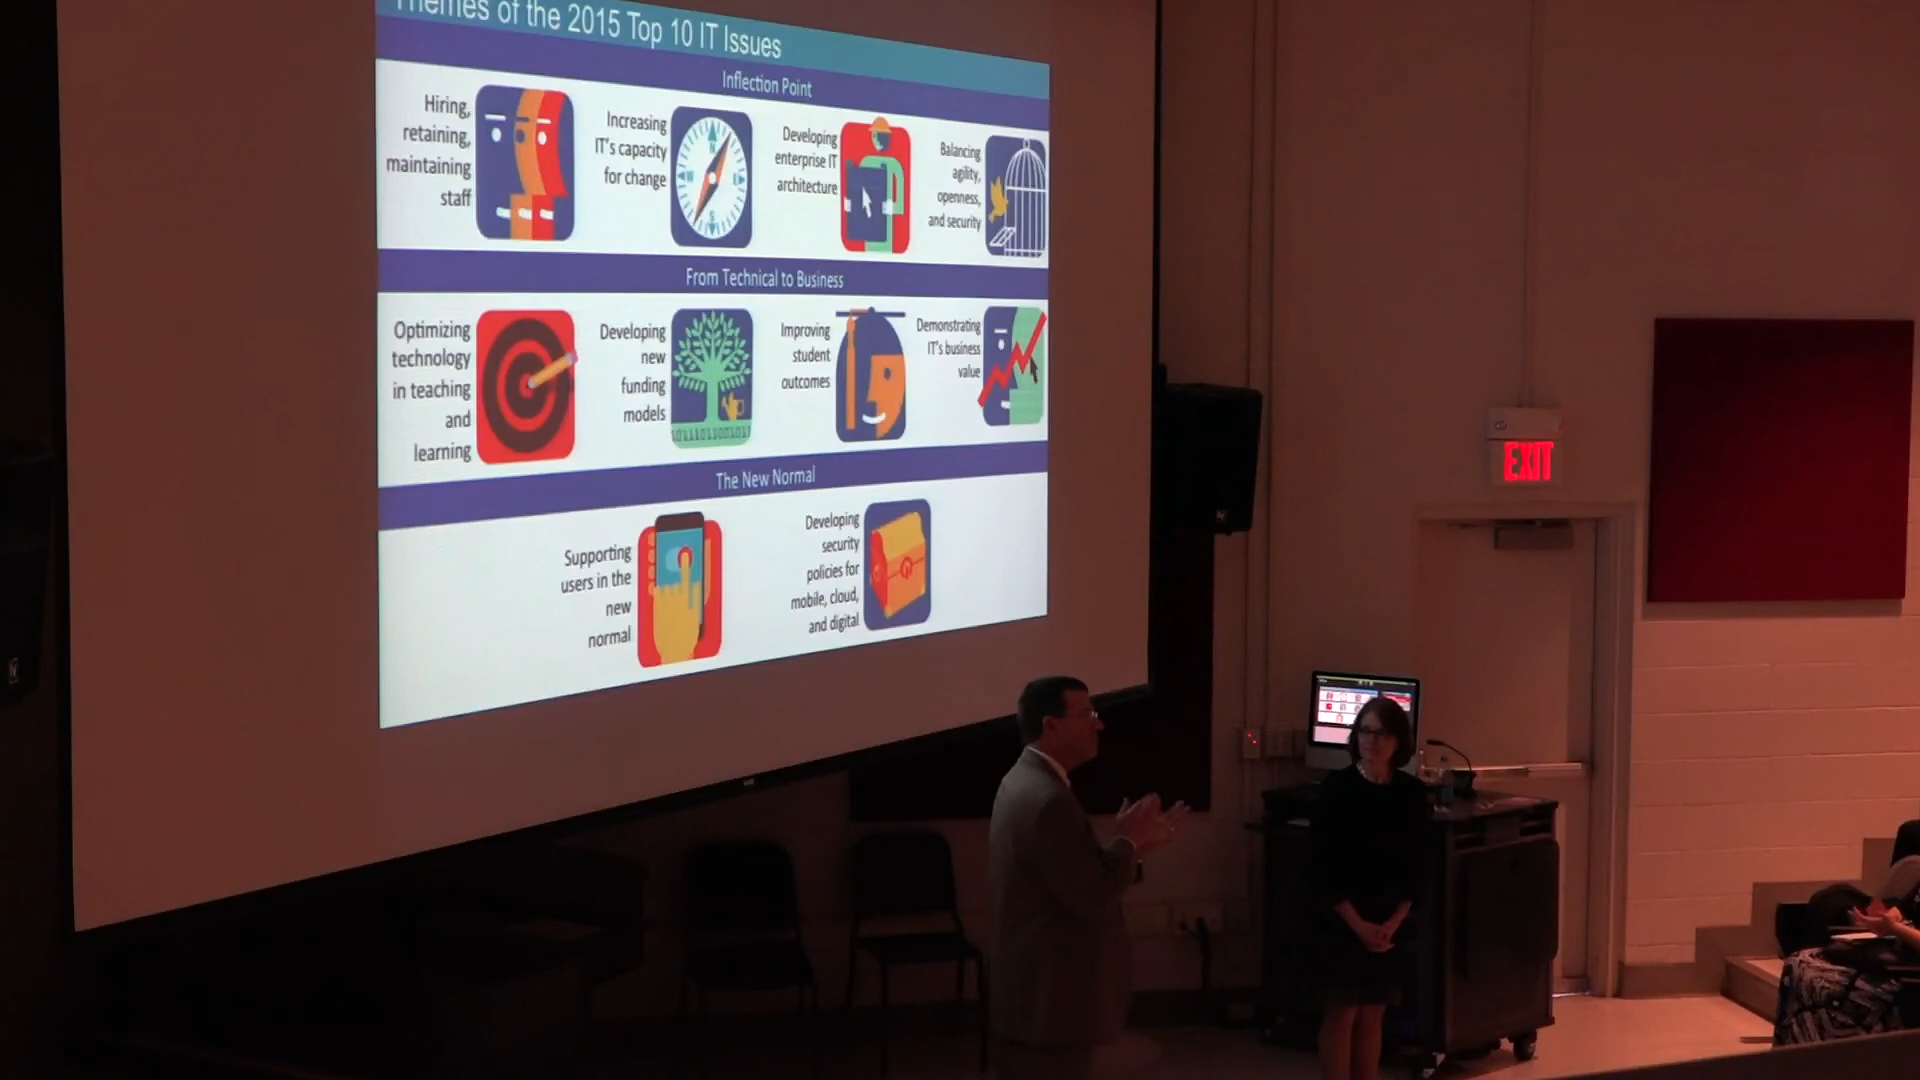 Themes of the 2015 Top 10 IT Issues
Inflection Point
Hiring,
retaining,
maintaining
staff
Increasing
IT's capacity
for change
Developing
enterprise IT
architecture
Balancing
agility,
openness,
and security
From Technical to Business
Optimizing
technology
in teaching
and
learning
Developing
new
funding
models
Improving
student
outcomes
Demonstrating
IT's business
value
The New Normal
Supporting
users in the
new
normal
Developing
security
policies for
mobile, cloud,
and digital
EXIT